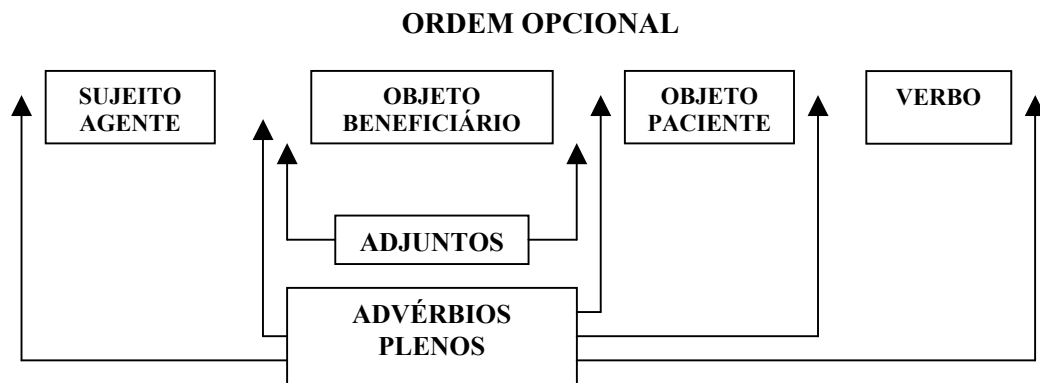 ORDEM OPCIONAL
SUJEITO
AGENTE
OBJETO
BENEFICIÁRIO
OBJETO
PACIENTE
VERBO
ADJUNTOS
ADVÉRBIOS
PLENOS